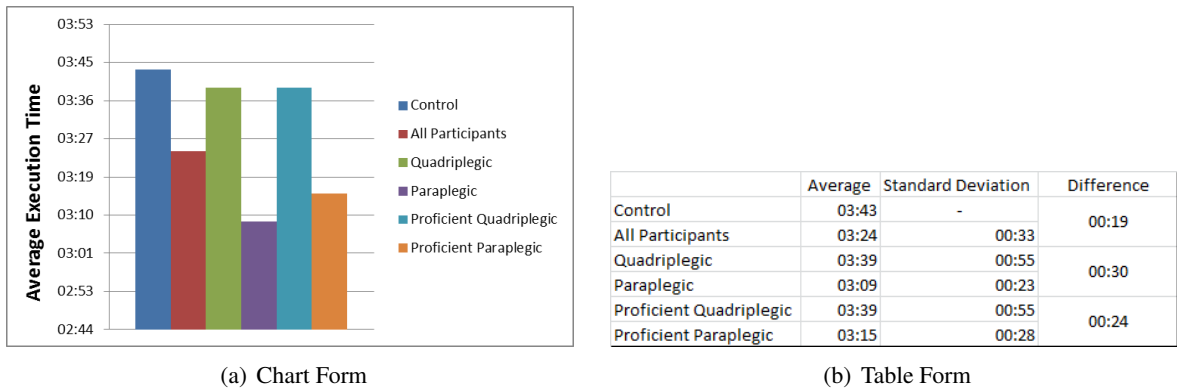 03:53
03:45
03:36
03:27
03:19
03:10
03:01
02:53
02:44
Average Execution Time
Control
All Participants
Quadriplegic
Paraplegic
Proficient Quadriplegic
Proficient Paraplegic
(a) Chart Form
Average Standard Deviation Difference
Control 03:43 - 00:19
All Participants 03:24 00:33
Quadriplegic 03:39 00:55 00:30
Paraplegic 03:09 00:23
Proficient Quadriplegic 03:39 00:55 00:24
Proficient Paraplegic 03:15 00:28
(b) Table Form